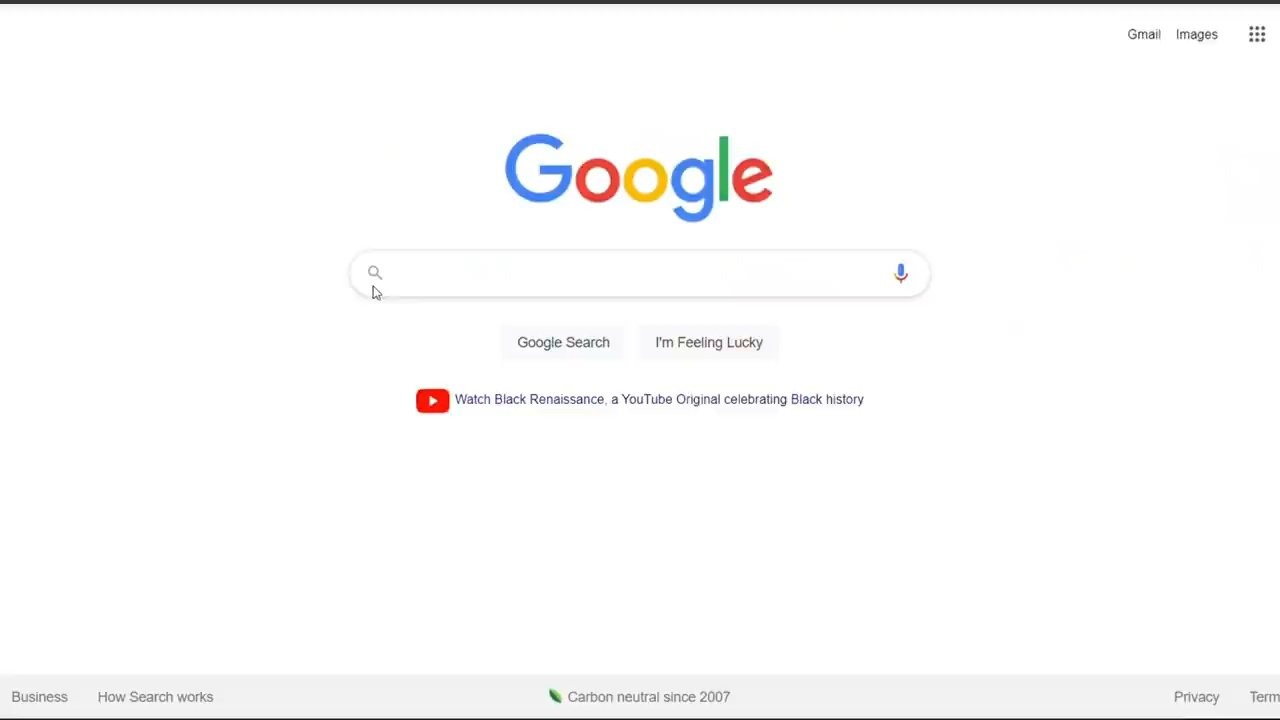 Gmail Images
Google
Google Search I'm Feeling Lucky
Watch Black Renaissance, a YouTube Original celebrating Black history
Business How Search works Carbon neutral since 2007 Privacy Term